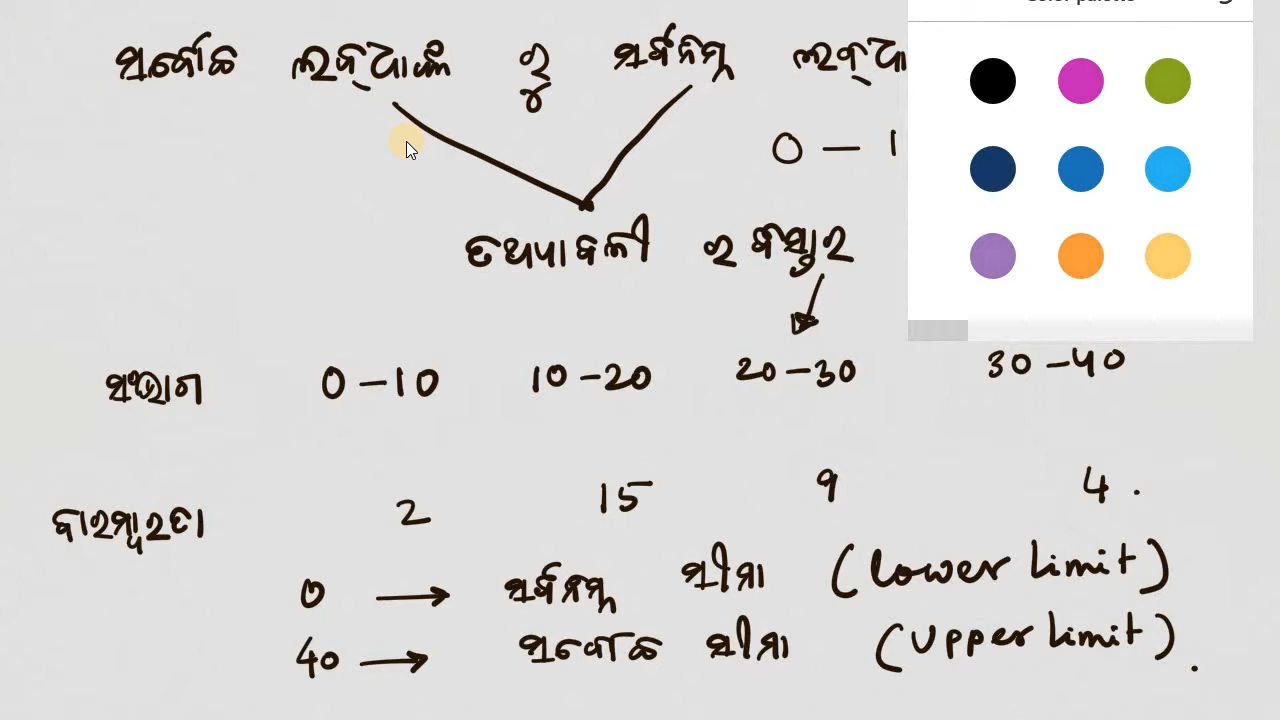 ସର୍ବୋଚ୍ଚ ଲବ୍ଧାଙ୍କ ରୁ ସର୍ବନିମ୍ନ ଲବ୍ଧା
0 – 1
ତଥ୍ୟାବଳୀ ର ବିସ୍ତାର
ସଂଭାଗ 0 – 10 10 – 20 20 – 30 30 – 40
ବାରମ୍ବାରତା 2 15 9 4 .
0 → ସର୍ବନିମ୍ନ ସୀମା (lower limit)
40 → ସର୍ବୋଚ୍ଚ ସୀମା (upper limit) .